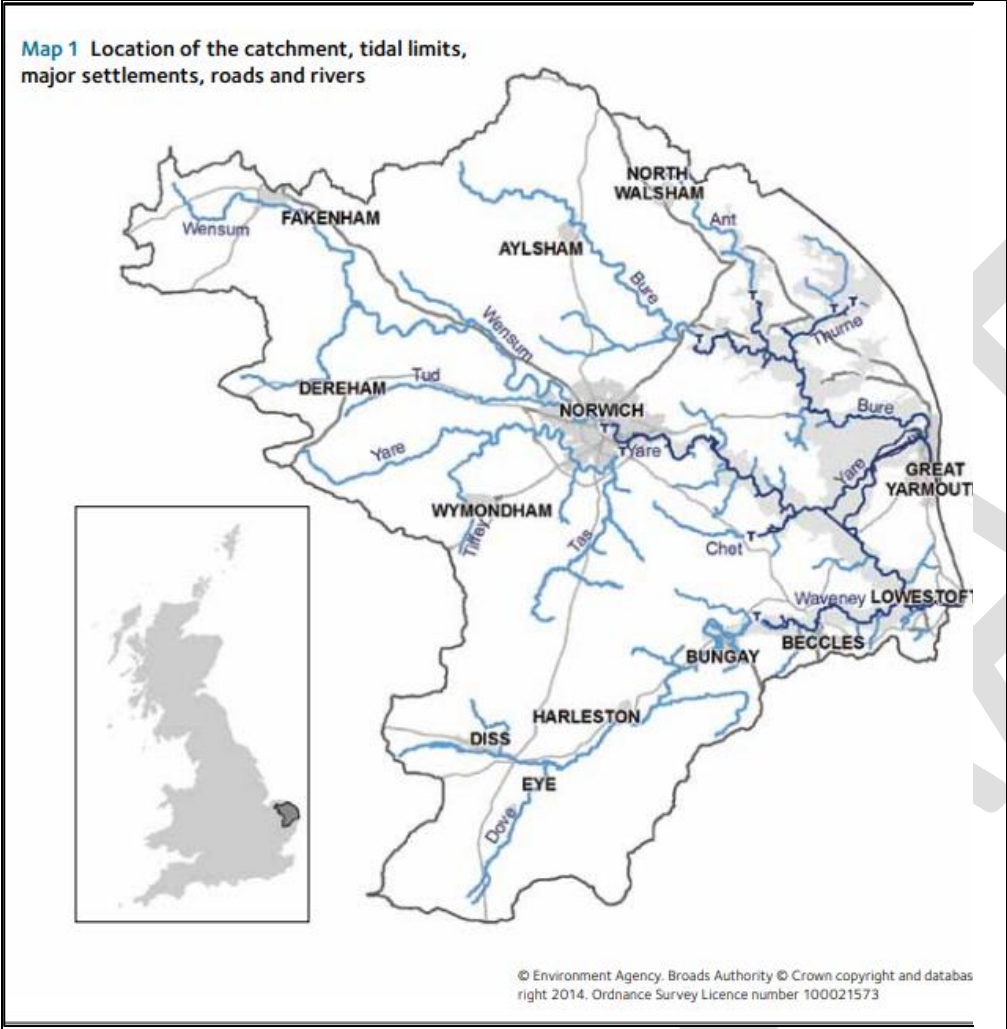 Map 1 Location of the catchment, tidal limits,
major settlements, roads and rivers
NORTH
WALSHAM
FAKENHAM
Wensum
Ant
AYLSHAM
Bure
T
T
T
Thurne
Wensum
T
DEREHAM
Tud
NORWICH
Bure
T
Yare
TYare
Yare
GREAT
YARMOUT
WYMONDHAM
Tiffey
Tas
Chet
T
Waveney
LOWESTOFT
T
BECCLES
BUNGAY
HARLESTON
DISS
EYE
Dove
© Environment Agency. Broads Authority © Crown copyright and databas
right 2014. Ordnance Survey Licence number 100021573